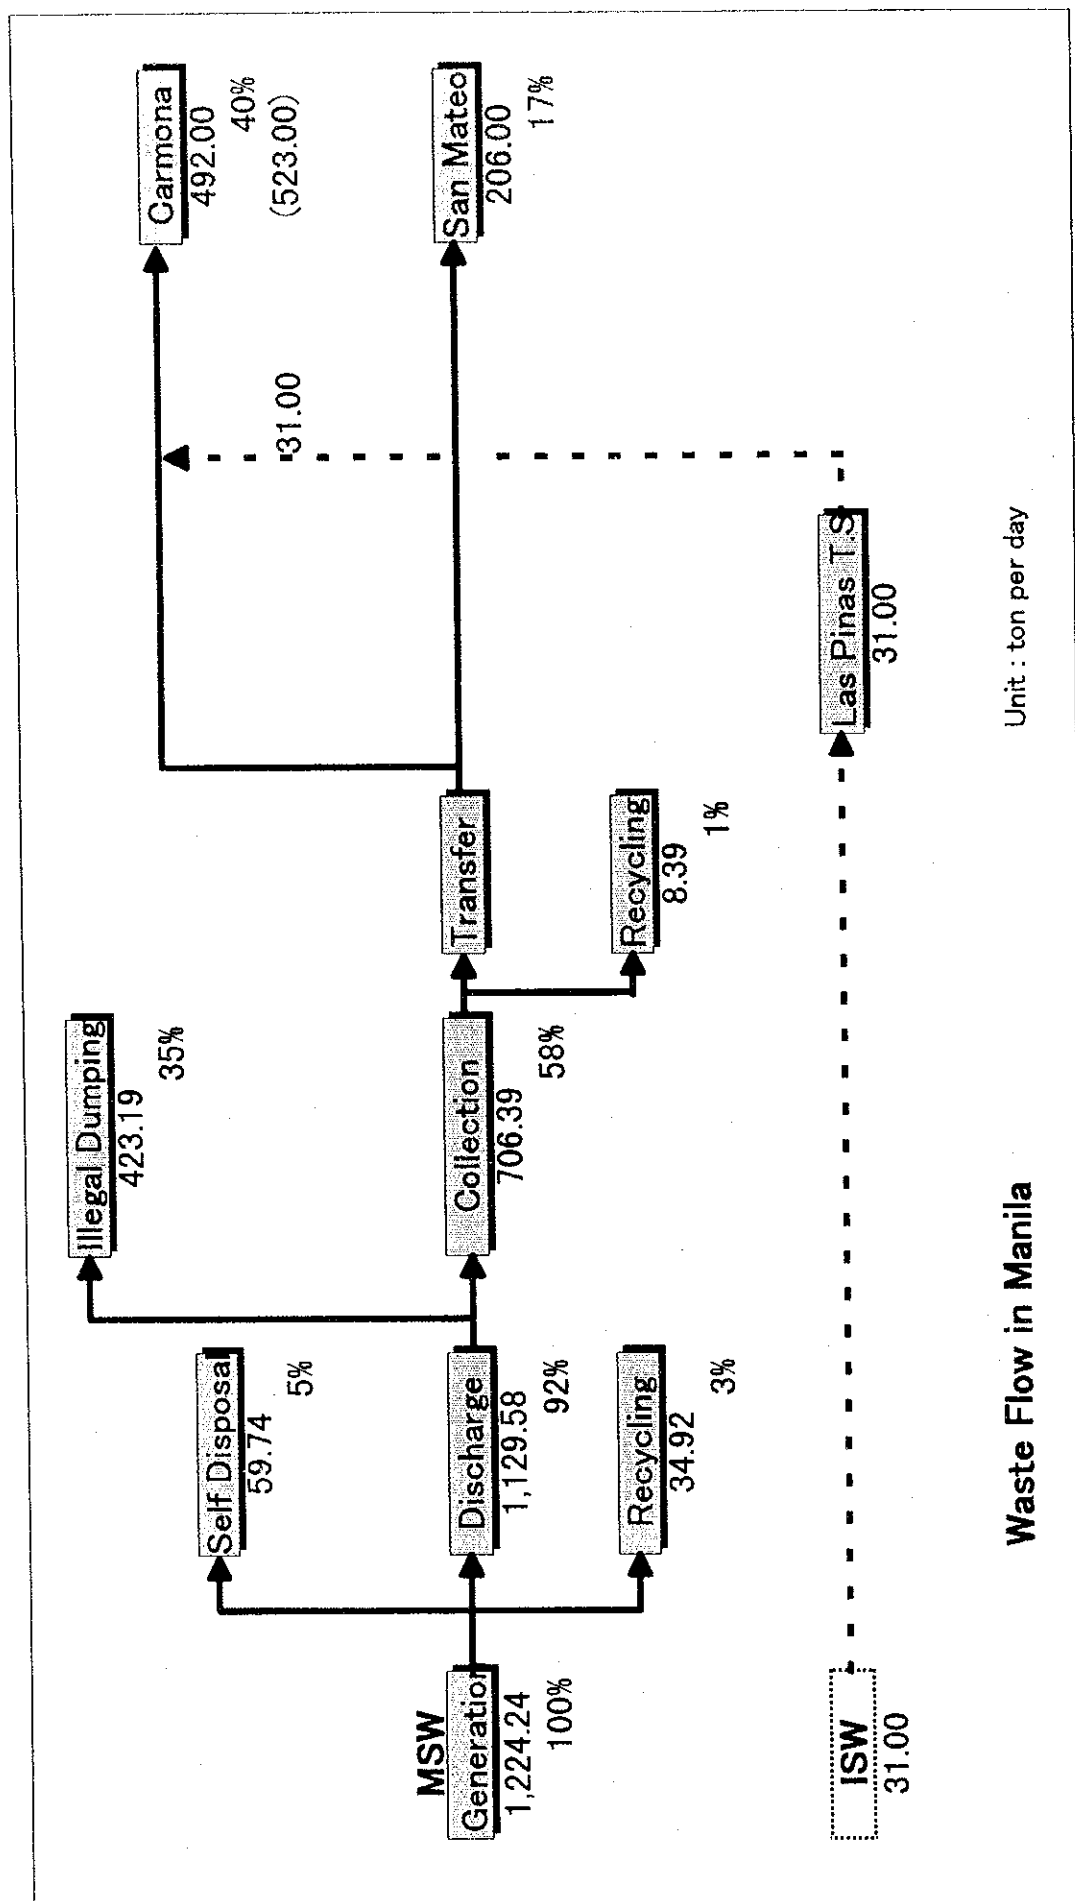 MSW
Generation
1,224.24
100%
Self Disposa
59.74
5%
Discharge
1,129.58
92%
Recycling
34.92
3%
Illegal Dumping
423.19
35%
Collection
706.39
58%
Transfer
Recycling
8.39
1%
Carmona
492.00
40%
(523.00)
San Mateo
206.00
17%
31.00
ISW
31.00
Las Pinas T.S
31.00
Unit : ton per day
Waste Flow in Manila